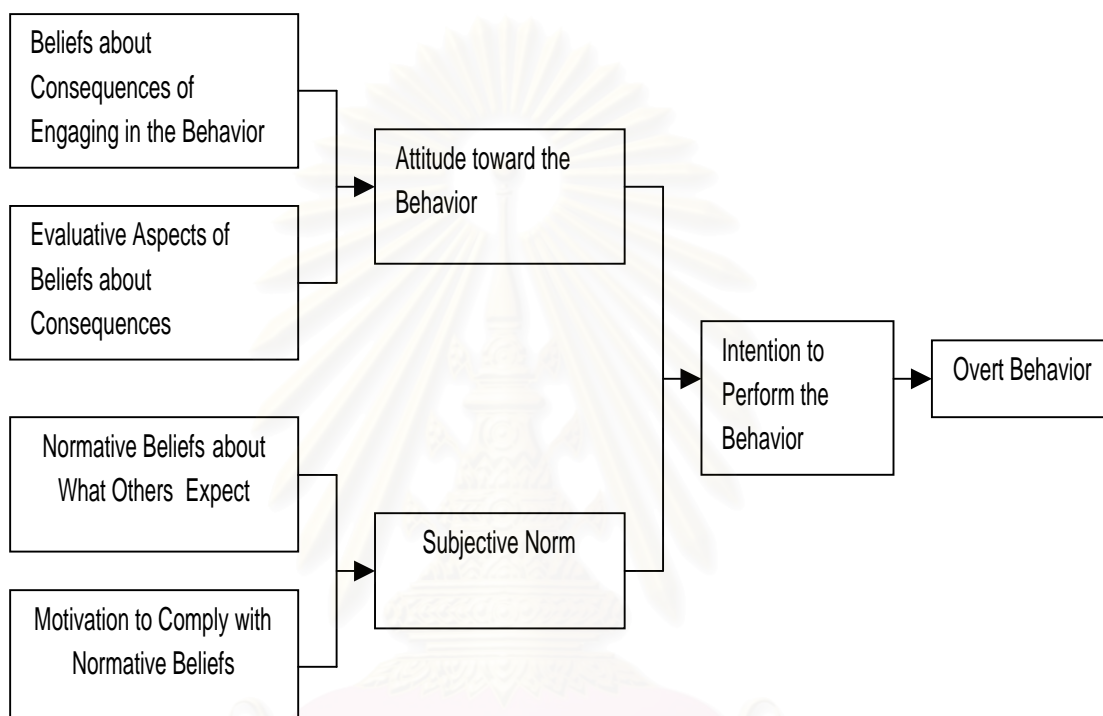 Beliefs about
Consequences of
Engaging in the Behavior
Evaluative Aspects of
Beliefs about
Consequences
Attitude toward the
Behavior
Normative Beliefs about
What Others Expect
Motivation to Comply with
Normative Beliefs
Subjective Norm
Intention to
Perform the
Behavior
Overt Behavior